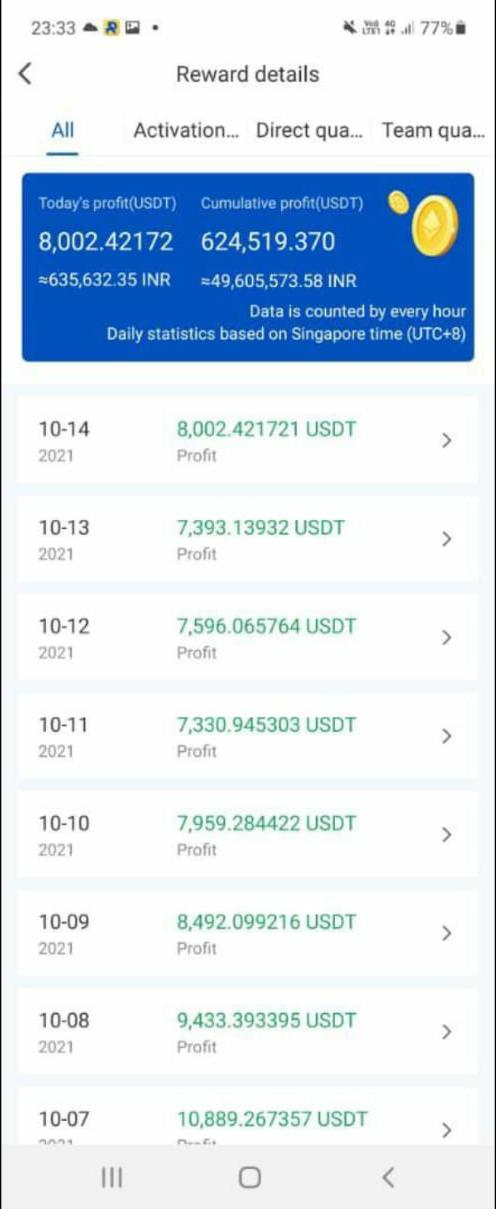 23:33
VoI) 4G
LTE1
77%
Reward details
All Activation... Direct qua... Team qua...
Today's profit(USDT) Cumulative profit(USDT)
8,002.42172 624,519.370
≈635,632.35 INR ≈49,605,573.58 INR
Data is counted by every hour
Daily statistics based on Singapore time (UTC+8)
10-14 8,002.421721 USDT
2021 Profit
10-13 7,393.13932 USDT
2021 Profit
10-12 7,596.065764 USDT
2021 Profit
10-11 7,330.945303 USDT
2021 Profit
10-10 7,959.284422 USDT
2021 Profit
10-09 8,492.099216 USDT
2021 Profit
10-08 9,433.393395 USDT
2021 Profit
10-07 10,889.267357 USDT
2021 Profit